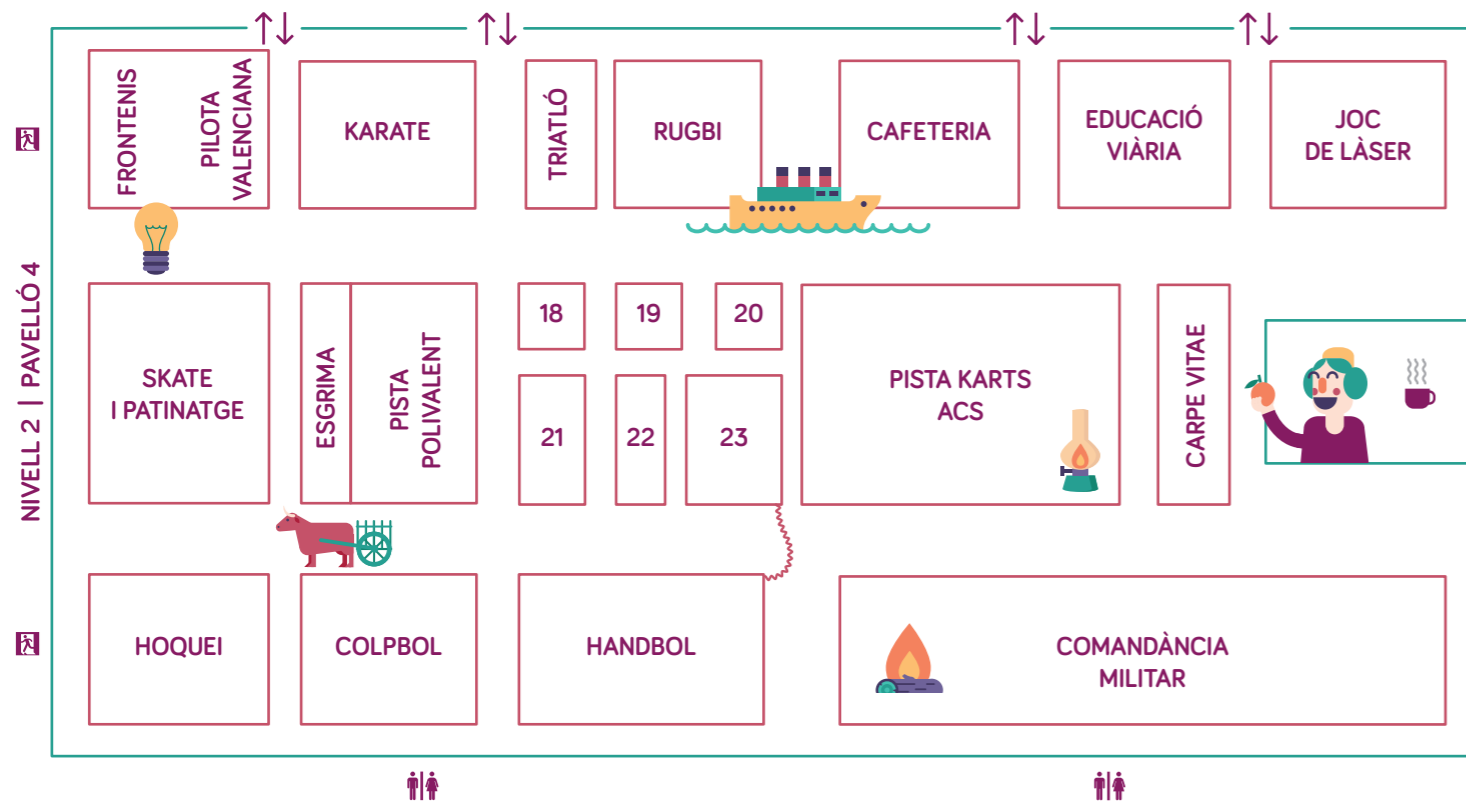 NIVELL 2 | PAVELLÓ 4
FRONTENIS
PILOTA
VALENCIANA
KARATE
TRIATLÓ
RUGBI
CAFETERIA
EDUCACIÓ
VIÀRIA
JOC
DE LÀSER
SKATE
I PATINATGE
ESGRIMA
PISTA
POLIVALENT
18
19
20
21
22
23
PISTA KARTS
ACS
CARPE VITAE
HOQUEI
COLPBOL
HANDBOL
COMANDÀNCIA
MILITAR